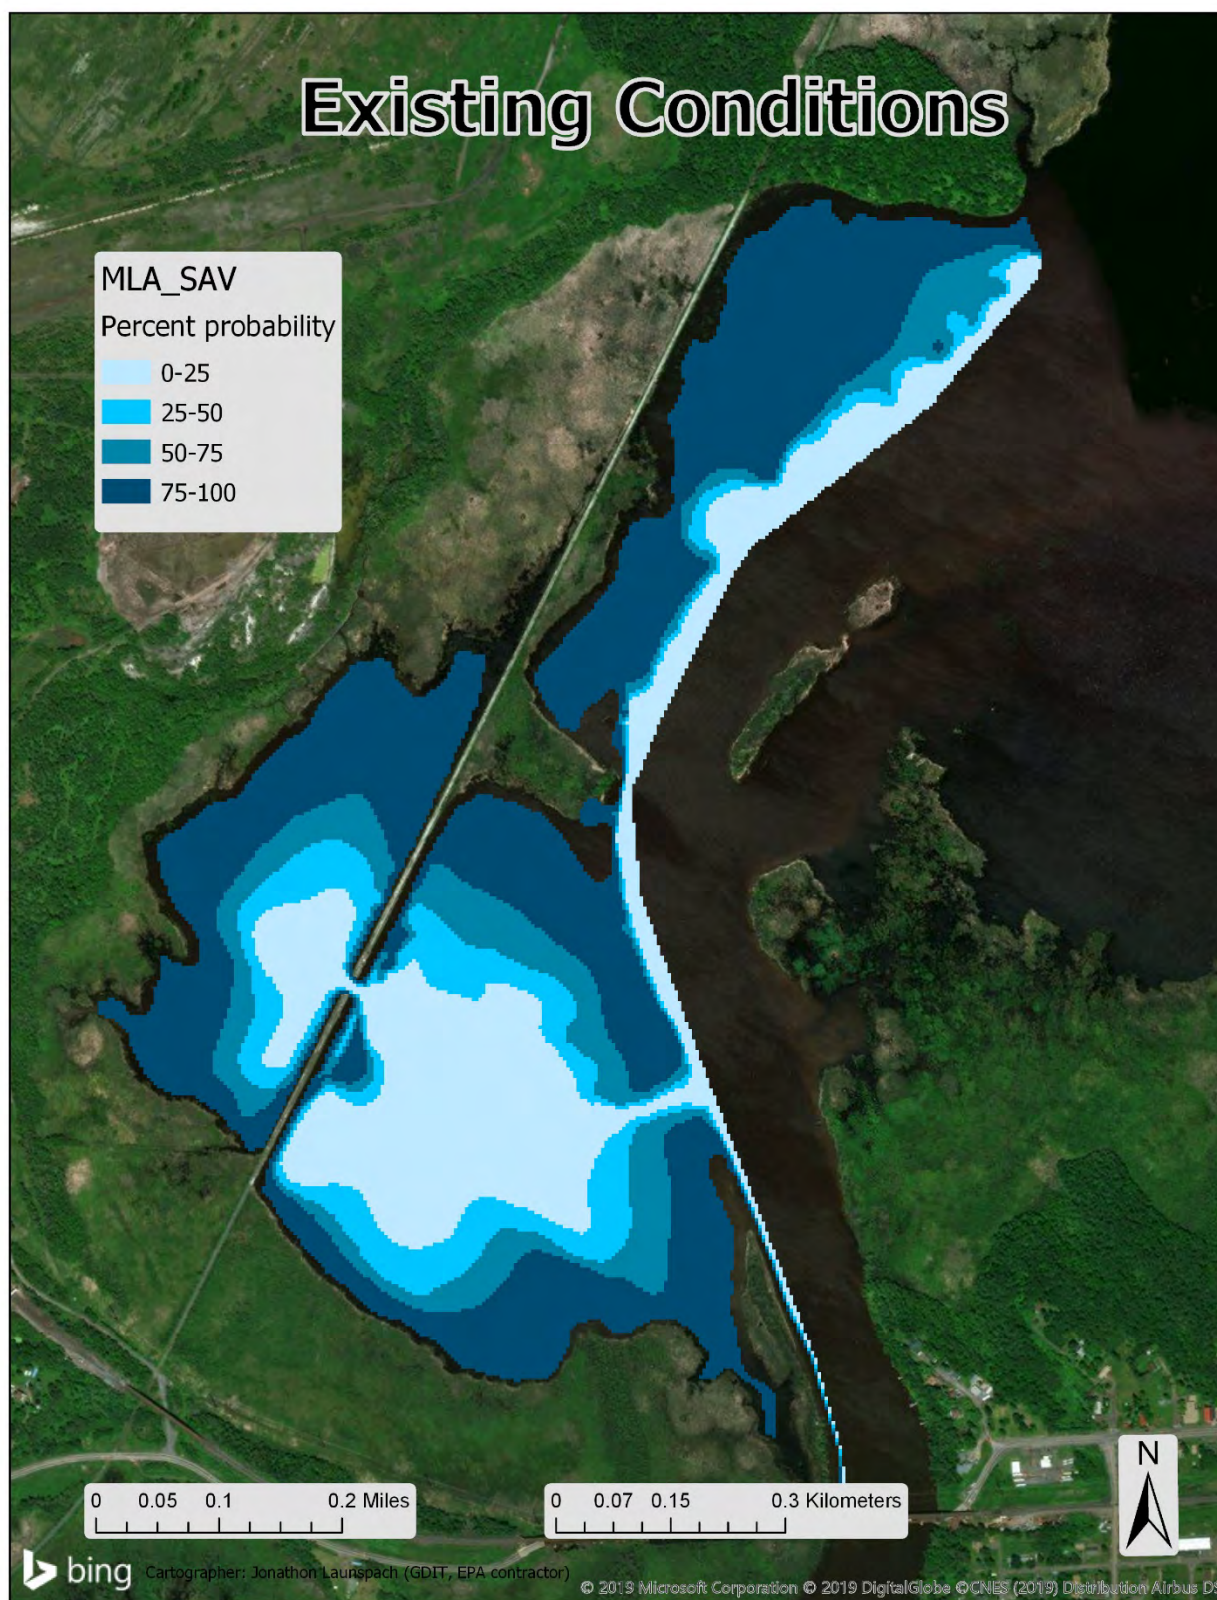 Existing Conditions
MLA_SAV
Percent probability
0-25
25-50
50-75
75-100
N
0 0.05 0.1 0.2 Miles
0 0.07 0.15 0.3 Kilometers
bing
Cartographer: Jonathon Launspach (GDIT, EPA contractor)
© 2019 Microsoft Corporation © 2019 DigitalGlobe ©CNES (2019) Distribution Airbus DS